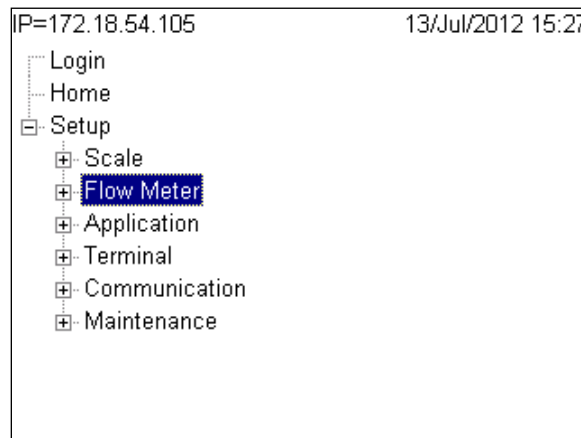 IP=172.18.54.105 13/Jul/2012 15:27
Login
Home
Setup
Scale
Flow Meter
Application
Terminal
Communication
Maintenance